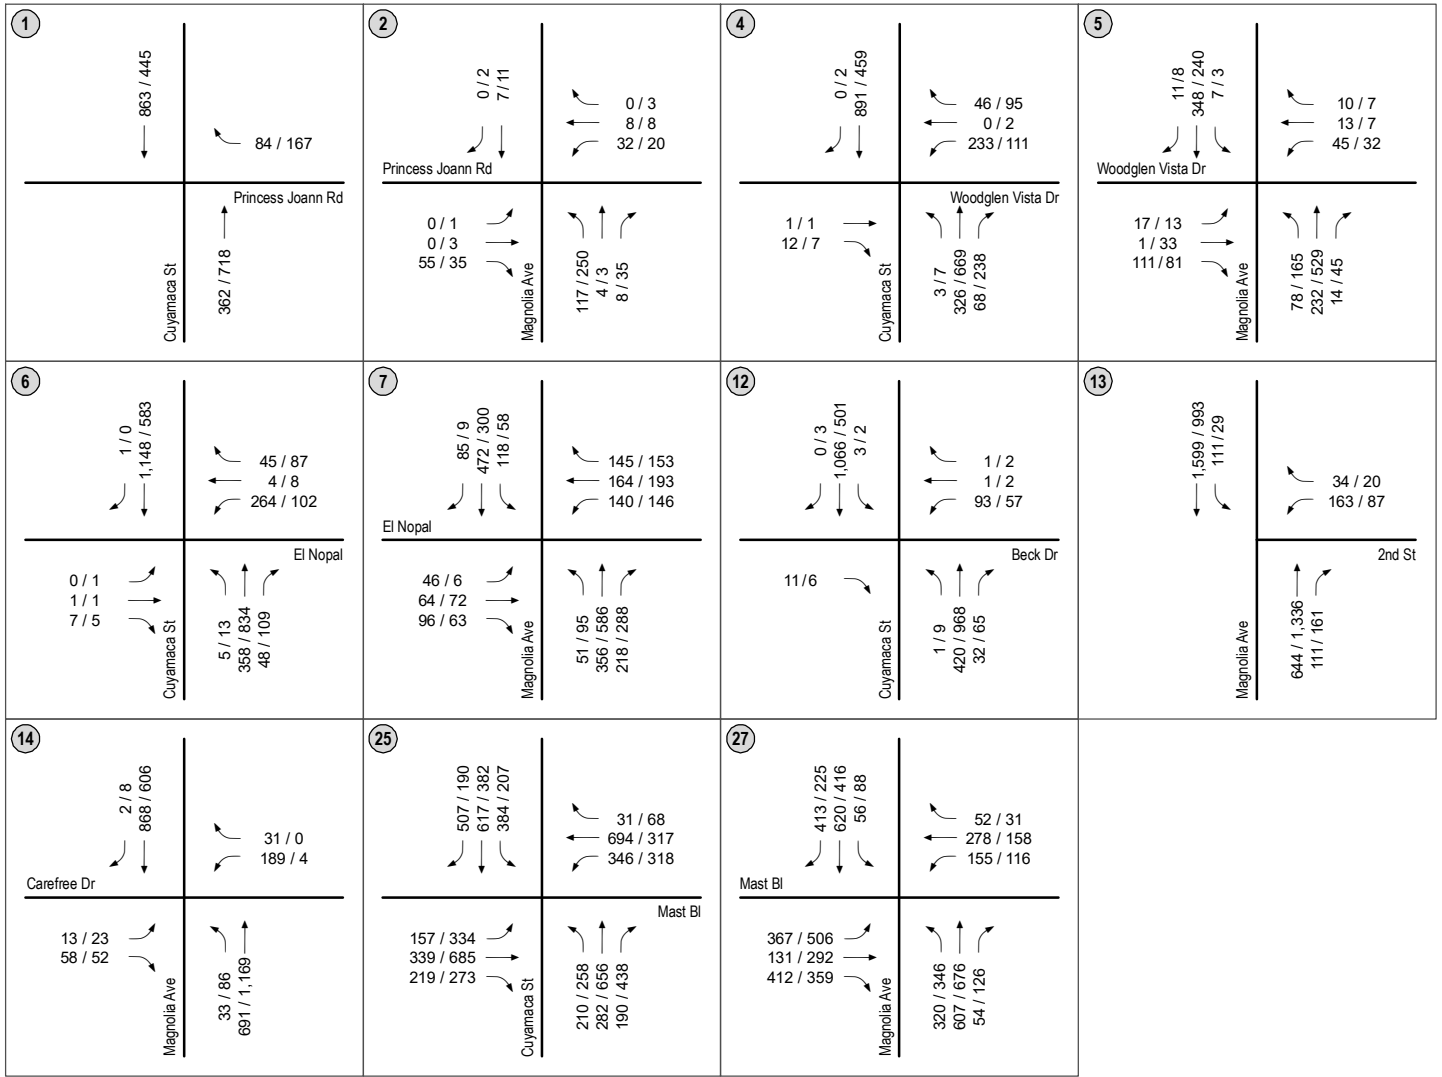 1
863 / 445
84 / 167
Princess Joann Rd
Cuyamaca St
362 / 718
2
0 / 2
7 / 11
0 / 3
8 / 8
32 / 20
Princess Joann Rd
0 / 1
0 / 3
55 / 35
Magnolia Ave
117 / 250
4 / 3
8 / 35
4
0 / 2
891 / 459
46 / 95
0 / 2
233 / 111
Woodglen Vista Dr
1 / 1
12 / 7
Cuyamaca St
3 / 7
326 / 669
68 / 238
5
11 / 8
348 / 240
7 / 3
10 / 7
13 / 7
45 / 32
Woodglen Vista Dr
17 / 13
1 / 33
111 / 81
Magnolia Ave
78 / 165
232 / 529
14 / 45
6
1 / 0
1,148 / 583
45 / 87
4 / 8
264 / 102
El Nopal
0 / 1
1 / 1
7 / 5
Cuyamaca St
5 / 13
358 / 834
48 / 109
7
85 / 9
472 / 300
118 / 58
145 / 153
164 / 193
140 / 146
El Nopal
46 / 6
64 / 72
96 / 63
Magnolia Ave
51 / 95
356 / 586
218 / 288
12
0 / 3
1,066 / 501
3 / 2
1 / 2
1 / 2
93 / 57
Beck Dr
11 / 6
Cuyamaca St
1 / 9
420 / 968
32 / 65
13
1,599 / 993
111 / 29
34 / 20
163 / 87
2nd St
Magnolia Ave
644 / 1,336
111 / 161
14
2 / 8
868 / 606
31 / 0
189 / 4
Carefree Dr
13 / 23
58 / 52
Magnolia Ave
33 / 86
691 / 1,169
25
507 / 190
617 / 382
384 / 207
31 / 68
694 / 317
346 / 318
Mast Bl
157 / 334
339 / 685
219 / 273
Cuyamaca St
210 / 258
282 / 656
190 / 438
27
413 / 225
620 / 416
56 / 88
52 / 31
278 / 158
155 / 116
Mast Bl
367 / 506
131 / 292
412 / 359
Magnolia Ave
320 / 346
607 / 676
54 / 126